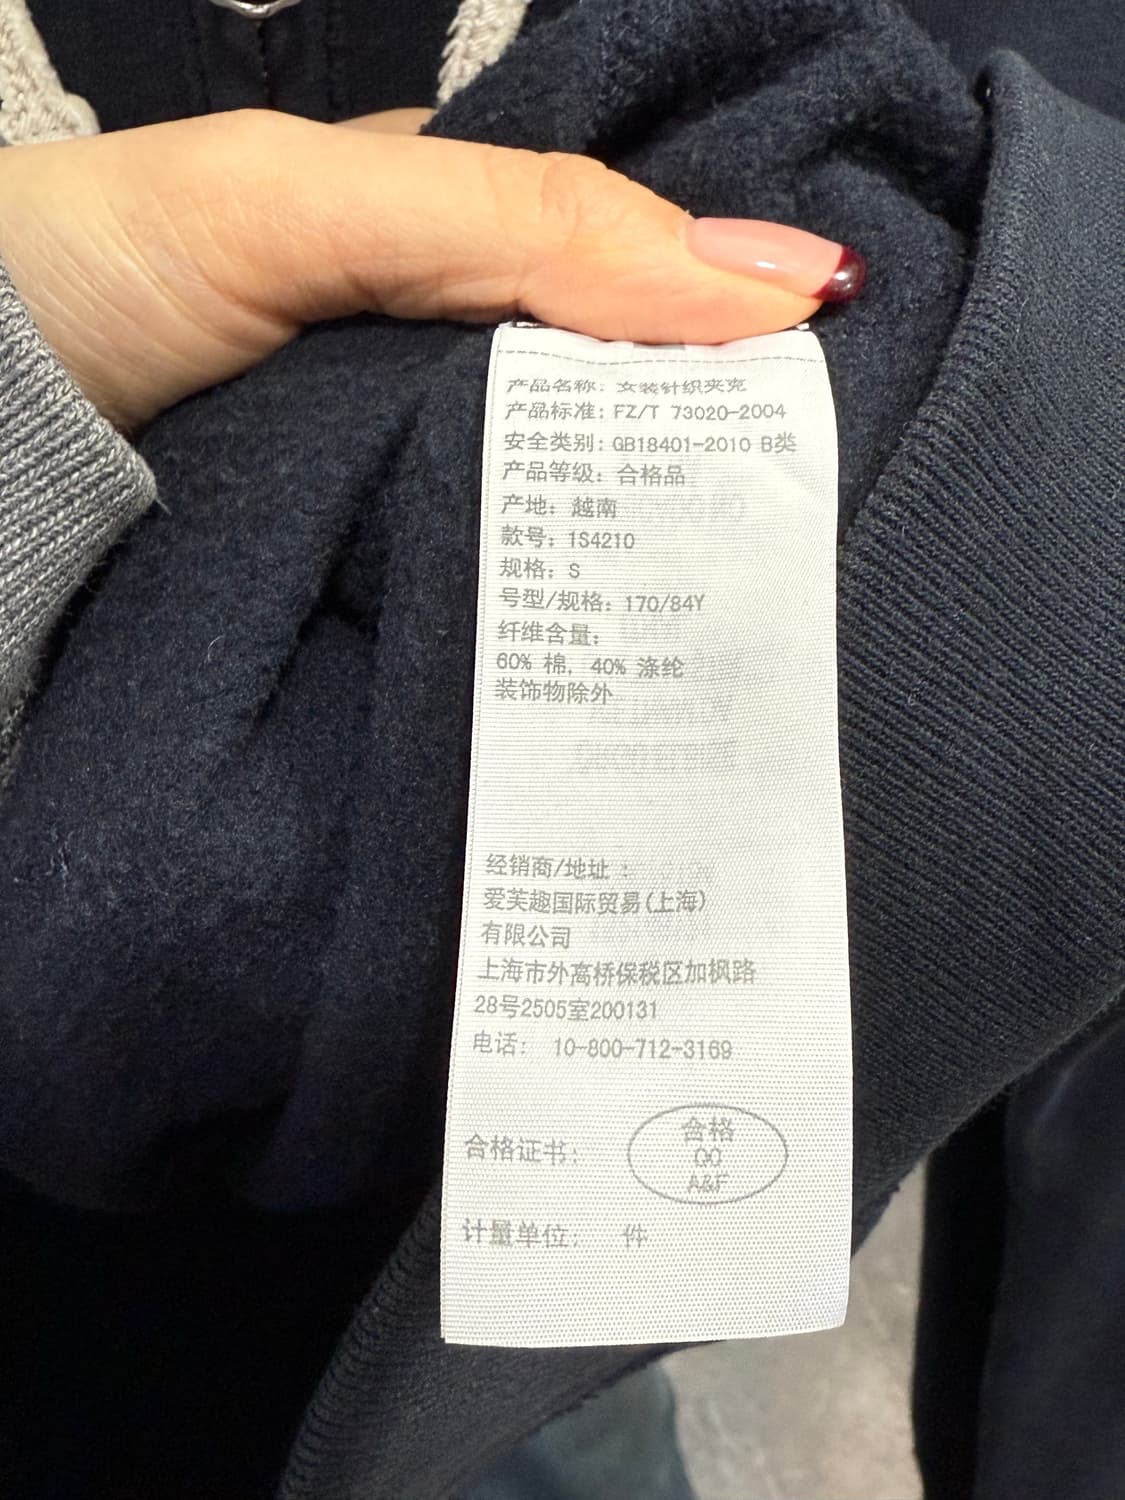 产品名称：女装针织夹克
产品标准：FZ/T 73020-2004
安全类别：GB18401-2010 B类
产品等级：合格品
产地：越南
款号：1S4210
规格：S
号型/规格：170/84Y
纤维含量：
60% 棉, 40% 涤纶
装饰物除外
经销商/地址 ：
爱芙趣国际贸易(上海)
有限公司
上海市外高桥保税区加枫路
28号2505室200131
电话： 10-800-712-3169
合格证书：
合格
QC
A&F
计量单位： 件